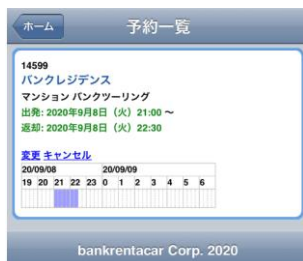 ホーム 予約一覧
14599
バンクレジデンス
マンション バンクツーリング
出発: 2020年9月8日（火）21:00 〜
返却: 2020年9月8日（火）22:30
変更 キャンセル
20/09/08 20/09/09
19 20 21 22 23 0 1 2 3 4 5 6
bankrentacar Corp. 2020